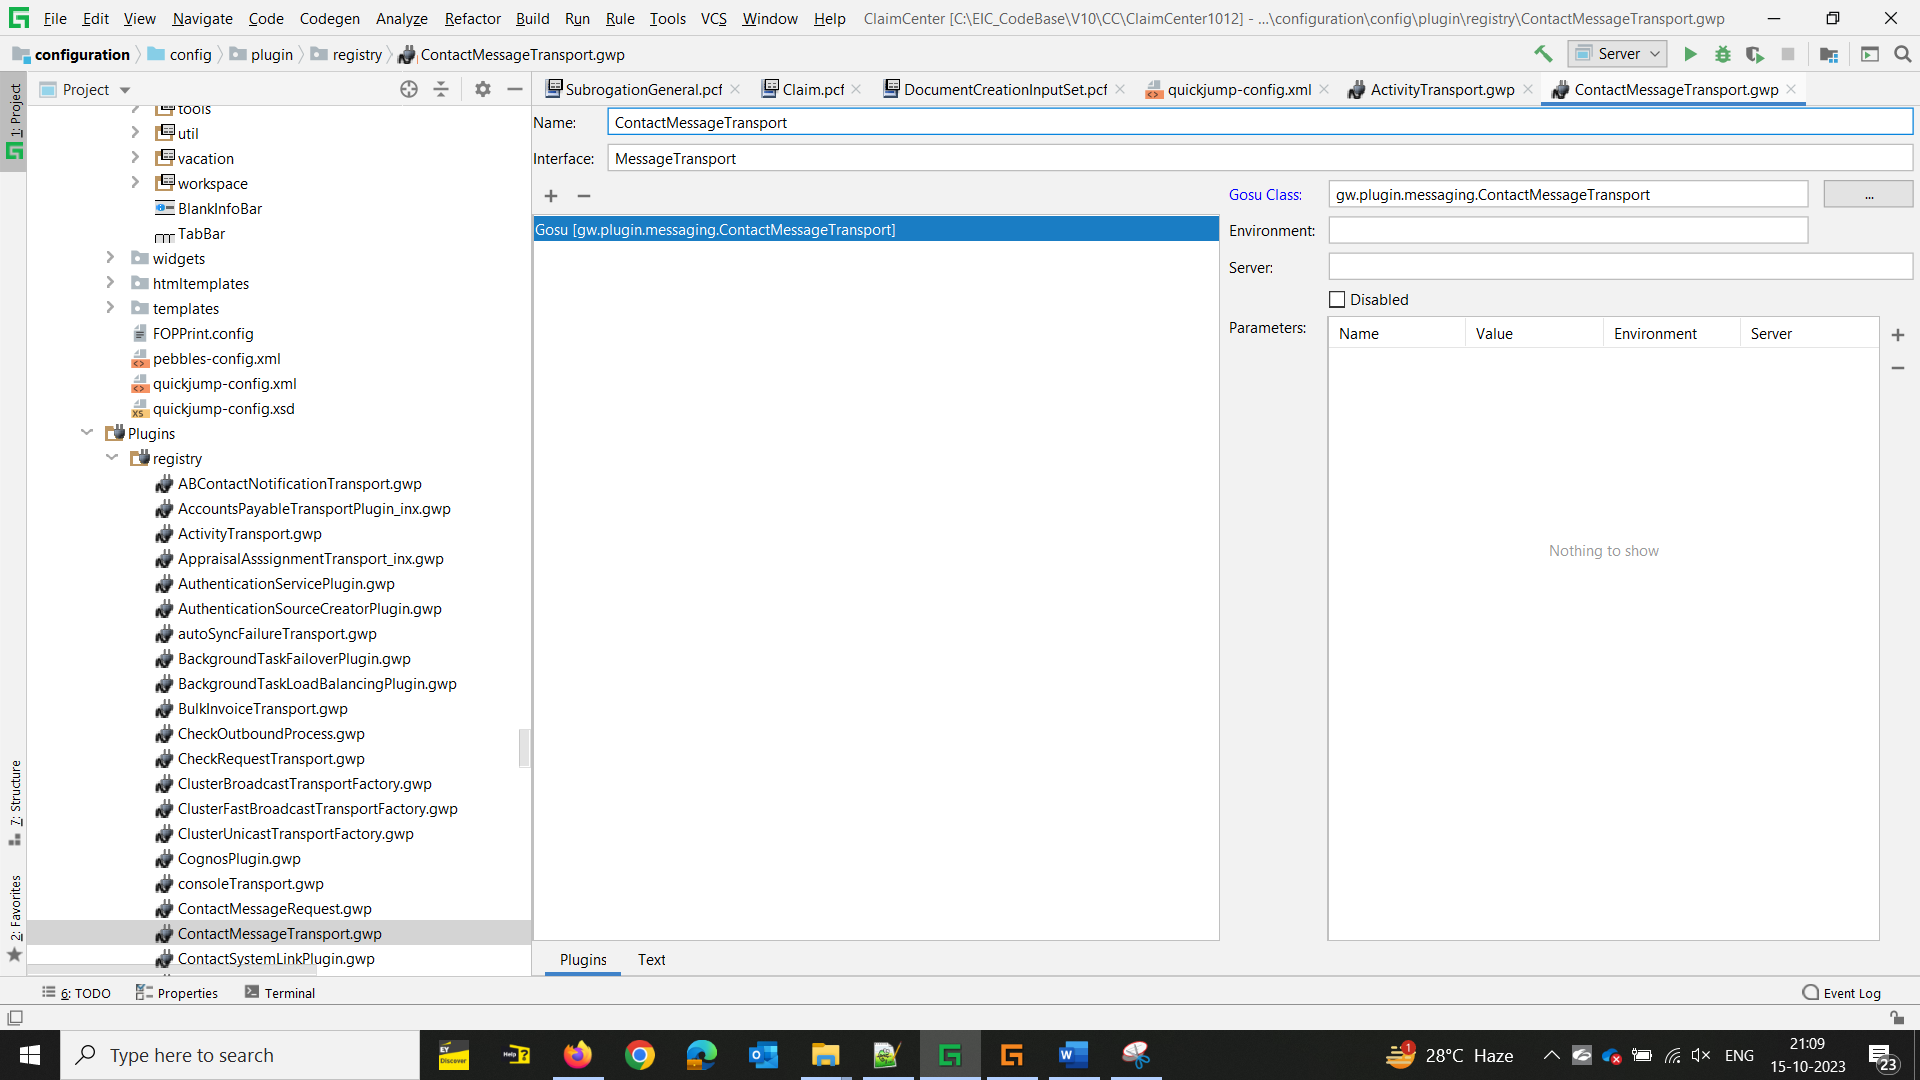 File Edit View Navigate Code Codegen Analyze Refactor Build Run Rule Tools VCS Window Help ClaimCenter [C:\EIC_CodeBase\V10\CC\ClaimCenter1012] - ...\configuration\config\plugin\registry\ContactMessageTransport.gwp
configuration config plugin registry ContactMessageTransport.gwp
Server
Project
SubrogationGeneral.pcf Claim.pcf DocumentCreationInputSet.pcf quickjump-config.xml ActivityTransport.gwp ContactMessageTransport.gwp
1: Project
7: Structure
2: Favorites
tools
util
vacation
workspace
BlankInfoBar
TabBar
widgets
htmltemplates
templates
FOPPrint.config
pebbles-config.xml
quickjump-config.xml
quickjump-config.xsd
Plugins
registry
ABContactNotificationTransport.gwp
AccountsPayableTransportPlugin_inx.gwp
ActivityTransport.gwp
AppraisalAsssignmentTransport_inx.gwp
AuthenticationServicePlugin.gwp
AuthenticationSourceCreatorPlugin.gwp
autoSyncFailureTransport.gwp
BackgroundTaskFailoverPlugin.gwp
BackgroundTaskLoadBalancingPlugin.gwp
BulkInvoiceTransport.gwp
CheckOutboundProcess.gwp
CheckRequestTransport.gwp
ClusterBroadcastTransportFactory.gwp
ClusterFastBroadcastTransportFactory.gwp
ClusterUnicastTransportFactory.gwp
CognosPlugin.gwp
consoleTransport.gwp
ContactMessageRequest.gwp
ContactMessageTransport.gwp
ContactSystemLinkPlugin.gwp
Name: ContactMessageTransport
Interface: MessageTransport
Gosu [gw.plugin.messaging.ContactMessageTransport]
Gosu Class: gw.plugin.messaging.ContactMessageTransport ...
Environment:
Server:
Disabled
Parameters:
Name Value Environment Server
Nothing to show
Plugins Text
6: TODO Properties Terminal Event Log
Type here to search
EY
Discover
Help ?
1
28°C Haze
ENG
21:09
15-10-2023
23